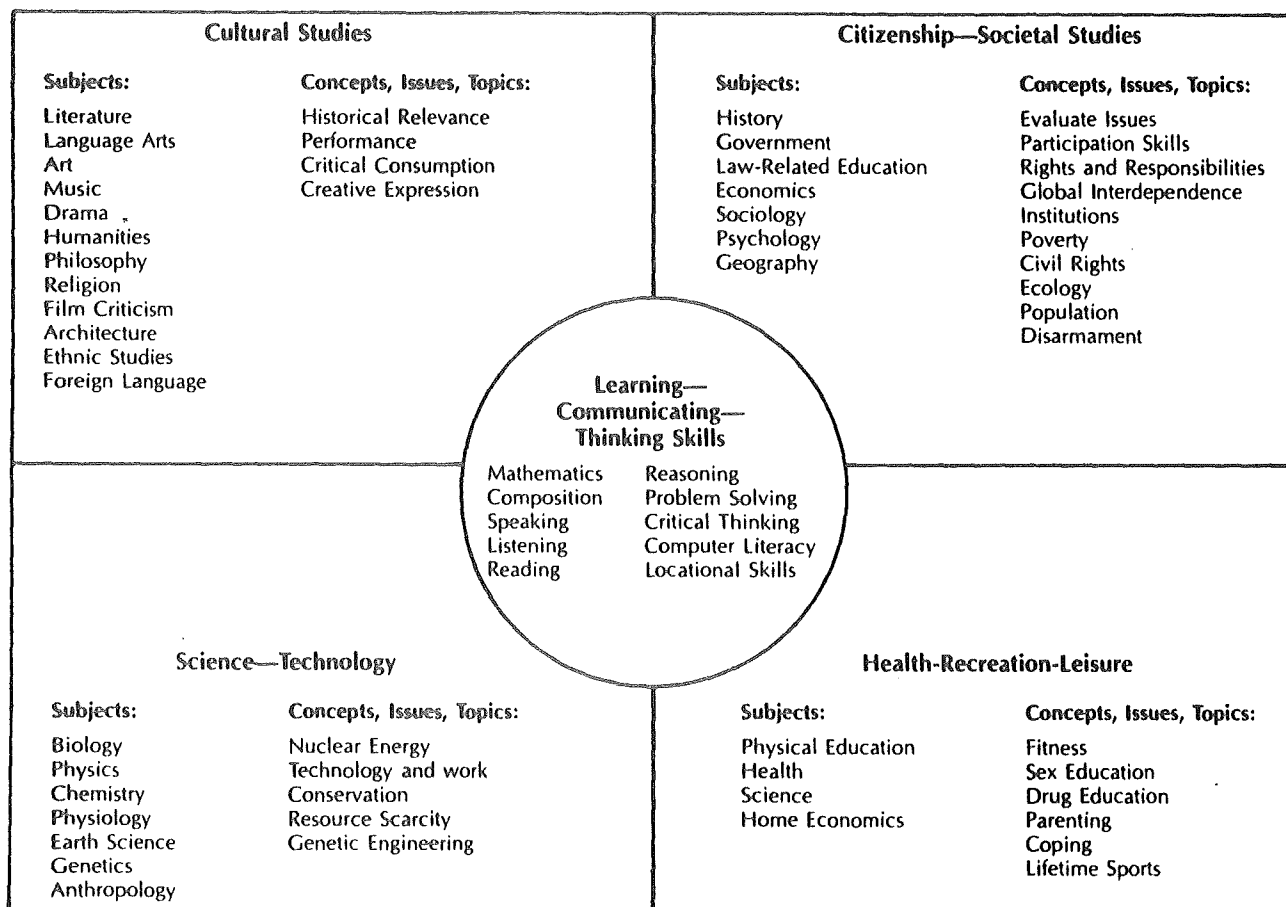 Cultural Studies
Subjects:
Literature
Language Arts
Art
Music
Drama
Humanities
Philosophy
Religion
Film Criticism
Architecture
Ethnic Studies
Foreign Language
Concepts, Issues, Topics:
Historical Relevance
Performance
Critical Consumption
Creative Expression
Citizenship—Societal Studies
Subjects:
History
Government
Law-Related Education
Economics
Sociology
Psychology
Geography
Concepts, Issues, Topics:
Evaluate Issues
Participation Skills
Rights and Responsibilities
Global Interdependence
Institutions
Poverty
Civil Rights
Ecology
Population
Disarmament
Learning—
Communicating—
Thinking Skills
Mathematics
Composition
Speaking
Listening
Reading
Reasoning
Problem Solving
Critical Thinking
Computer Literacy
Locational Skills
Science—Technology
Subjects:
Biology
Physics
Chemistry
Physiology
Earth Science
Genetics
Anthropology
Concepts, Issues, Topics:
Nuclear Energy
Technology and work
Conservation
Resource Scarcity
Genetic Engineering
Health-Recreation-Leisure
Subjects:
Physical Education
Health
Science
Home Economics
Concepts, Issues, Topics:
Fitness
Sex Education
Drug Education
Parenting
Coping
Lifetime Sports